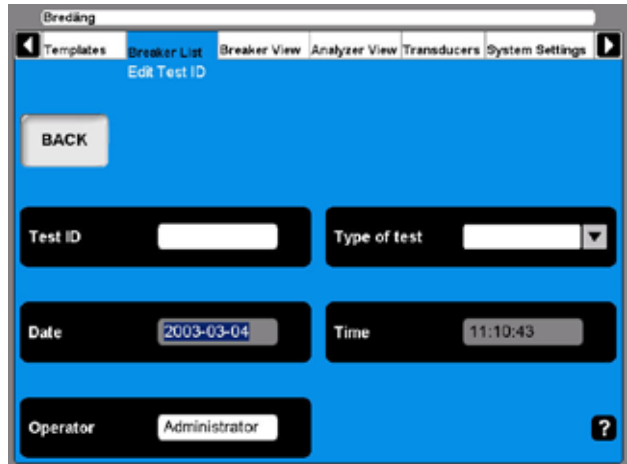 Bredäng
Templates Breaker List Breaker View Analyzer View Transducers System Settings
Edit Test ID
BACK
Test ID Type of test
Date 2003-03-04 Time 11:10:43
Operator Administrator ?